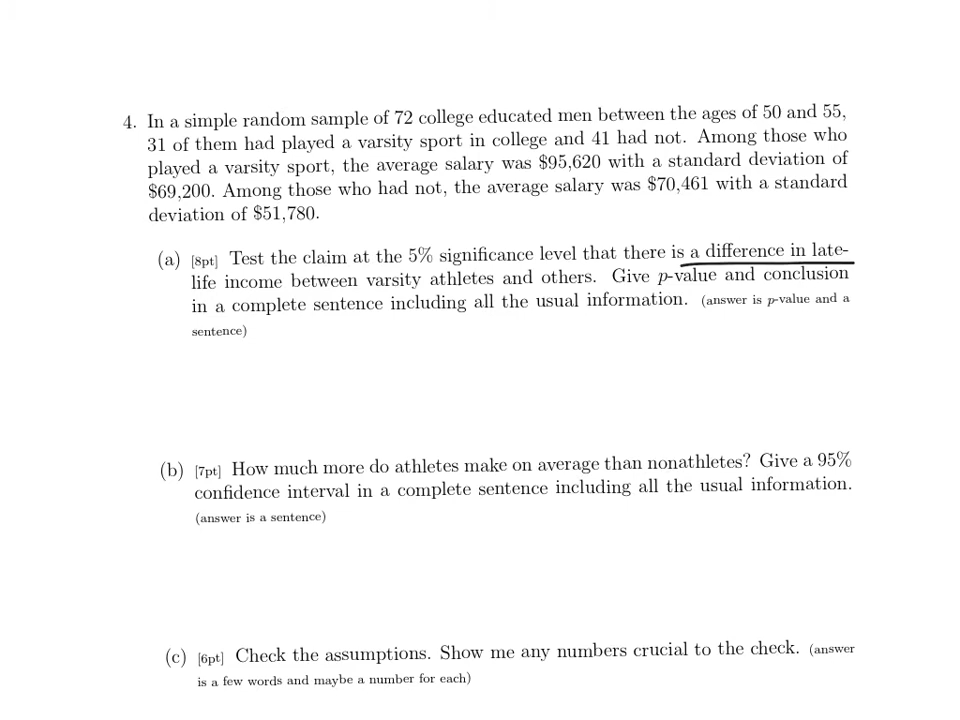 4. In a simple random sample of 72 college educated men between the ages of 50 and 55,
31 of them had played a varsity sport in college and 41 had not. Among those who
played a varsity sport, the average salary was $95,620 with a standard deviation of
$69,200. Among those who had not, the average salary was $70,461 with a standard
deviation of $51,780.
(a) [8pt] Test the claim at the 5% significance level that there is a difference in late-
life income between varsity athletes and others. Give p-value and conclusion
in a complete sentence including all the usual information. (answer is p-value and a
sentence)
(b) [7pt] How much more do athletes make on average than nonathletes? Give a 95%
confidence interval in a complete sentence including all the usual information.
(answer is a sentence)
(c) [6pt] Check the assumptions. Show me any numbers crucial to the check. (answer
is a few words and maybe a number for each)